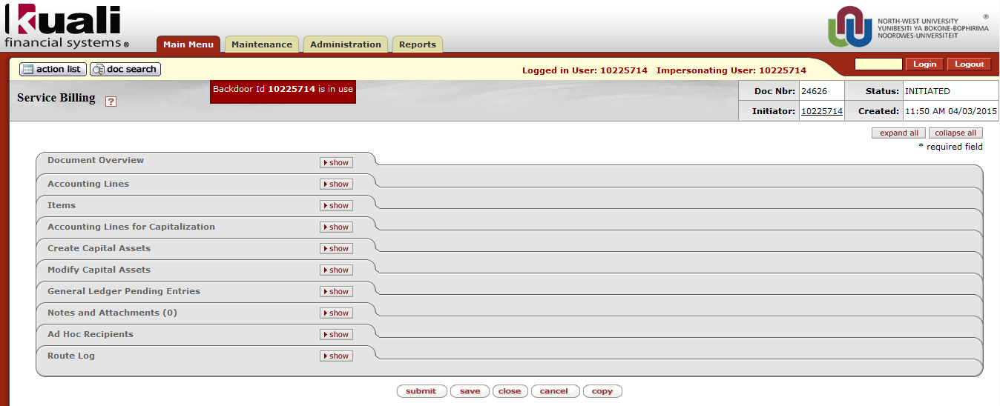 kuali
financial systems ®
Main Menu
Maintenance
Administration
Reports
NORTH-WEST UNIVERSITY ®
YUNIBESITI YA BOKONE-BOPHIRIMA
NOORDWES-UNIVERSITEIT
action list
doc search
Logged in User: 10225714 Impersonating User: 10225714
Login
Logout
Service Billing ?
Backdoor Id 10225714 is in use
Doc Nbr: 24626 Status: INITIATED
Initiator: 10225714 Created: 11:50 AM 04/03/2015
expand all
collapse all
* required field
Document Overview show
Accounting Lines show
Items show
Accounting Lines for Capitalization show
Create Capital Assets show
Modify Capital Assets show
General Ledger Pending Entries show
Notes and Attachments (0) show
Ad Hoc Recipients show
Route Log show
submit save close cancel copy